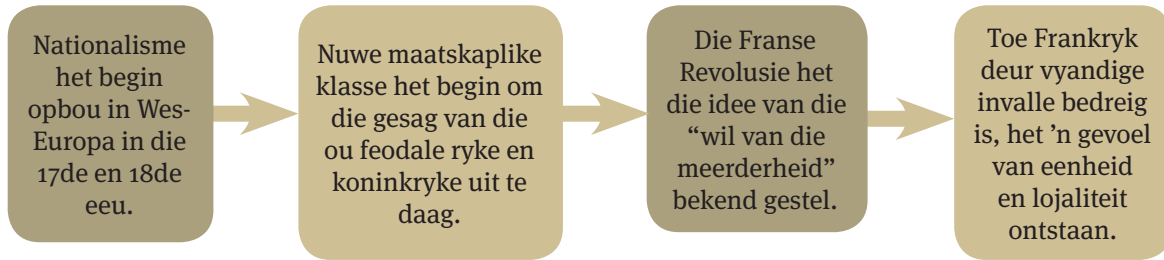 Nationalisme
het begin
opbou in Wes-
Europa in die
17de en 18de
eeu.
Nuwe maatskaplike
klasse het begin om
die gesag van die
ou feodale ryke en
koninkryke uit te
daag.
Die Franse
Revolusie het
die idee van die
“wil van die
meerderheid”
bekend gestel.
Toe Frankryk
deur vyandige
invalle bedreig
is, het ’n gevoel
van eenheid
en lojaliteit
ontstaan.